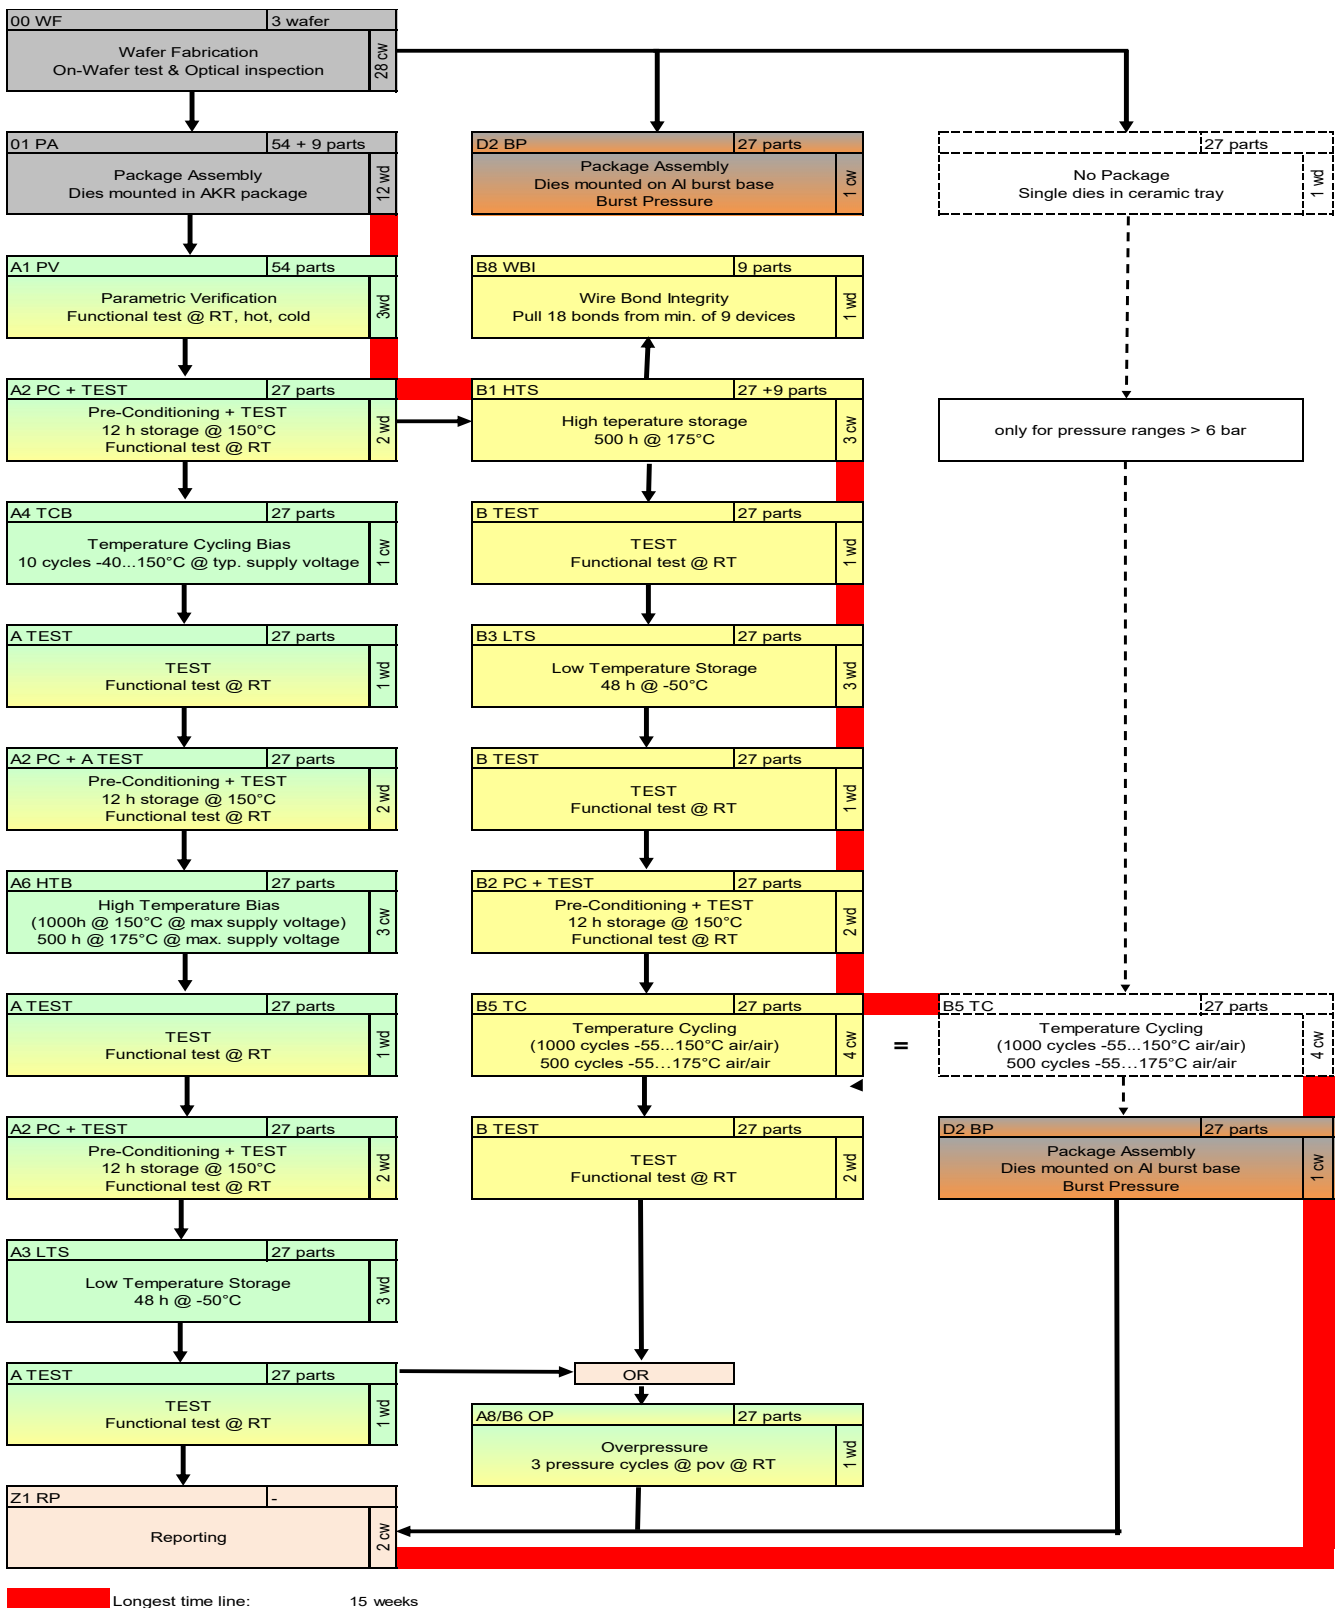 00 WF 3 wafer
Wafer Fabrication
On-Wafer test & Optical inspection
28 cw
01 PA 54 + 9 parts
Package Assembly
Dies mounted in AKR package
12 wd
D2 BP 27 parts
Package Assembly
Dies mounted on Al burst base
Burst Pressure
1 cw
27 parts
No Package
Single dies in ceramic tray
1 wd
A1 PV 54 parts
Parametric Verification
Functional test @ RT, hot, cold
3wd
B8 WBI 9 parts
Wire Bond Integrity
Pull 18 bonds from min. of 9 devices
1 wd
A2 PC + TEST 27 parts
Pre-Conditioning + TEST
12 h storage @ 150°C
Functional test @ RT
2 wd
B1 HTS 27 +9 parts
High teperature storage
500 h @ 175°C
3 cw
only for pressure ranges > 6 bar
A4 TCB 27 parts
Temperature Cycling Bias
10 cycles -40...150°C @ typ. supply voltage
1 cw
B TEST 27 parts
TEST
Functional test @ RT
1 wd
A TEST 27 parts
TEST
Functional test @ RT
1 wd
B3 LTS 27 parts
Low Temperature Storage
48 h @ -50°C
3 wd
A2 PC + A TEST 27 parts
Pre-Conditioning + TEST
12 h storage @ 150°C
Functional test @ RT
2 wd
B TEST 27 parts
TEST
Functional test @ RT
1 wd
A6 HTB 27 parts
High Temperature Bias
(1000h @ 150°C @ max supply voltage)
500 h @ 175°C @ max. supply voltage
3 cw
B2 PC + TEST 27 parts
Pre-Conditioning + TEST
12 h storage @ 150°C
Functional test @ RT
2 wd
A TEST 27 parts
TEST
Functional test @ RT
1 wd
B5 TC 27 parts
Temperature Cycling
(1000 cycles -55...150°C air/air)
500 cycles -55...175°C air/air
4 cw
=
B5 TC 27 parts
Temperature Cycling
(1000 cycles -55...150°C air/air)
500 cycles -55...175°C air/air
4 cw
A2 PC + TEST 27 parts
Pre-Conditioning + TEST
12 h storage @ 150°C
Functional test @ RT
2 wd
B TEST 27 parts
TEST
Functional test @ RT
2 wd
D2 BP 27 parts
Package Assembly
Dies mounted on Al burst base
Burst Pressure
1 cw
A3 LTS 27 parts
Low Temperature Storage
48 h @ -50°C
3 wd
A TEST 27 parts
TEST
Functional test @ RT
1 wd
OR
A8/B6 OP 27 parts
Overpressure
3 pressure cycles @ pov @ RT
1 wd
Z1 RP -
Reporting
2 cw
Longest time line: 15 weeks